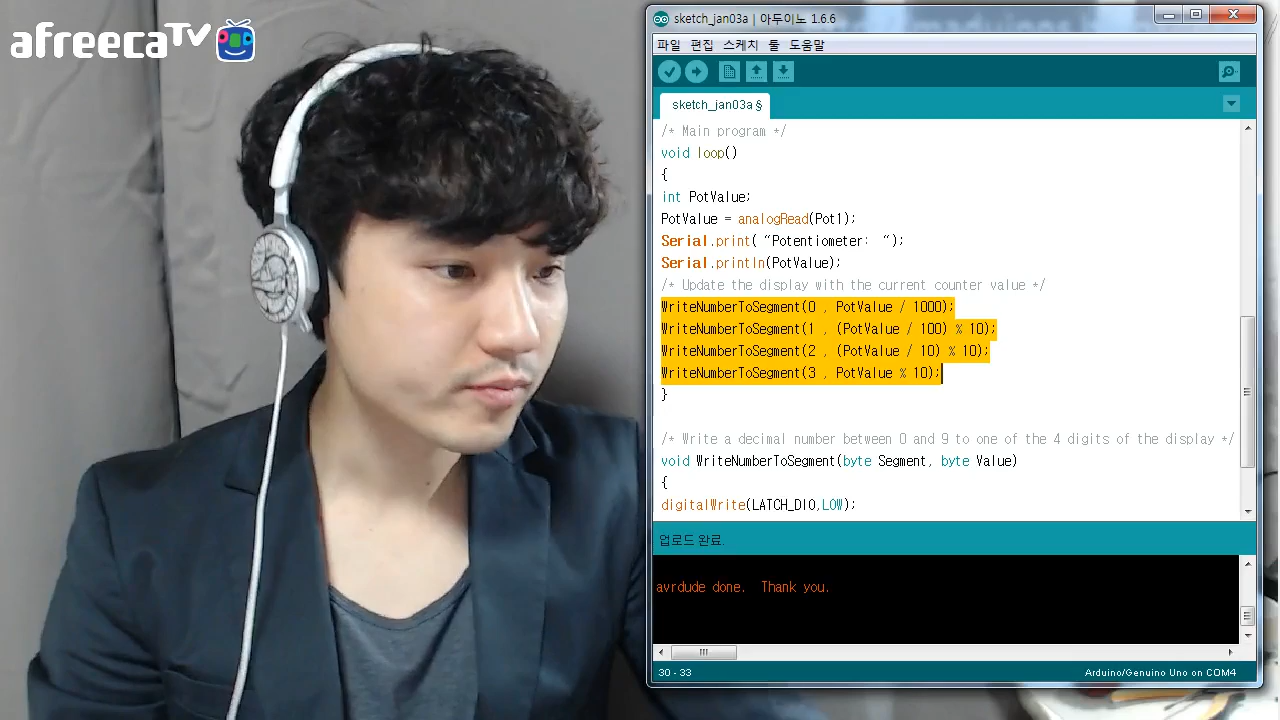 afreecaTV
sketch_jan03a | 아두이노 1.6.6
파일 편집 스케치 툴 도움말
sketch_jan03a §
/* Main program */
void loop()
{
int PotValue;
PotValue = analogRead(Pot1);
Serial.print( "Potentiometer: ");
Serial.println(PotValue);
/* Update the display with the current counter value */
WriteNumberToSegment(0 , PotValue / 1000);
WriteNumberToSegment(1 , (PotValue / 100) % 10);
WriteNumberToSegment(2 , (PotValue / 10) % 10);
WriteNumberToSegment(3 , PotValue % 10);
}
/* Write a decimal number between 0 and 9 to one of the 4 digits of the display */
void WriteNumberToSegment(byte Segment, byte Value)
{
digitalWrite(LATCH_DIO,LOW);
업로드 완료.
avrdude done.  Thank you.
30 - 33
Arduino/Genuino Uno on COM4